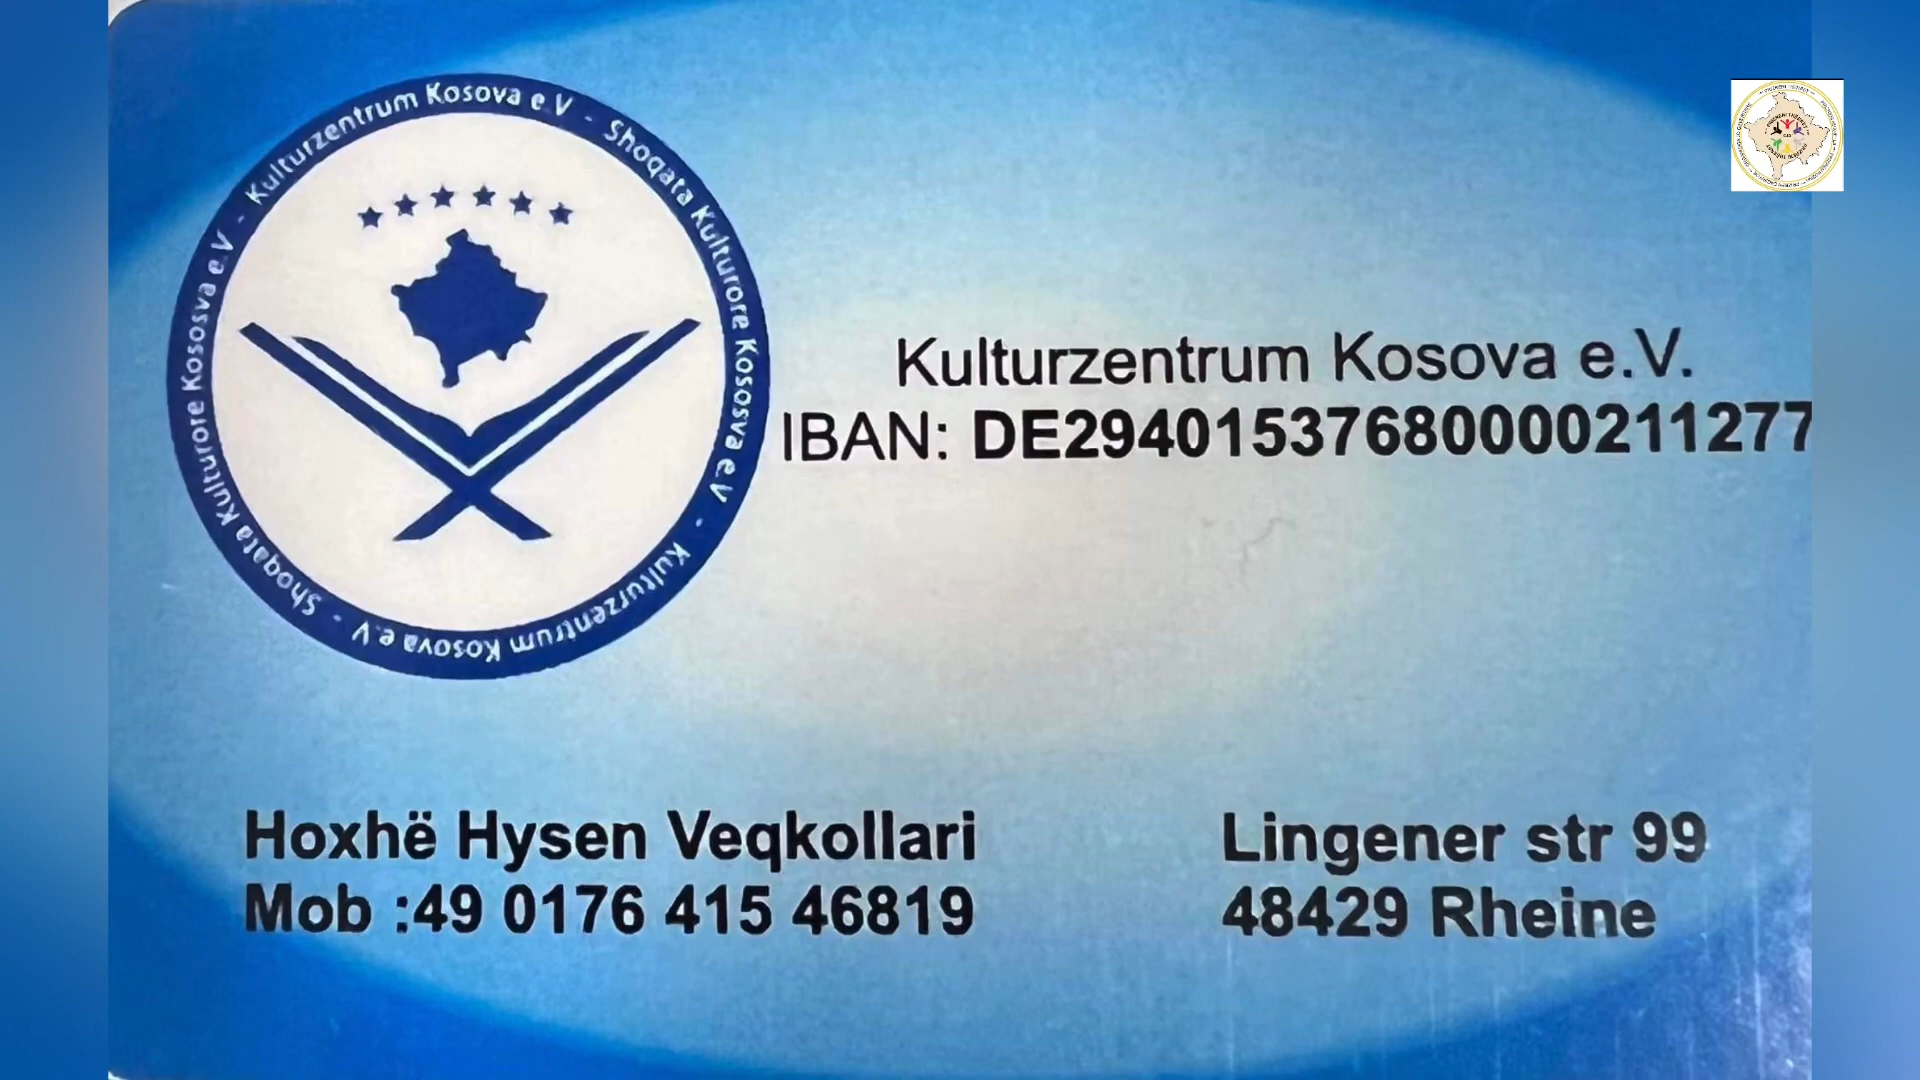 Kulturzentrum Kosova e V - Shoqata Kulturore Kososva e.V - Kulturzentrum Kosova e.V - Shoqata Kulturore Kososva e.V -
Kulturzentrum Kosova e.V.
IBAN: DE29401537680000211277
Hoxhë Hysen Veqkollari
Mob :49 0176 415 46819
Lingener str 99
48429 Rheine